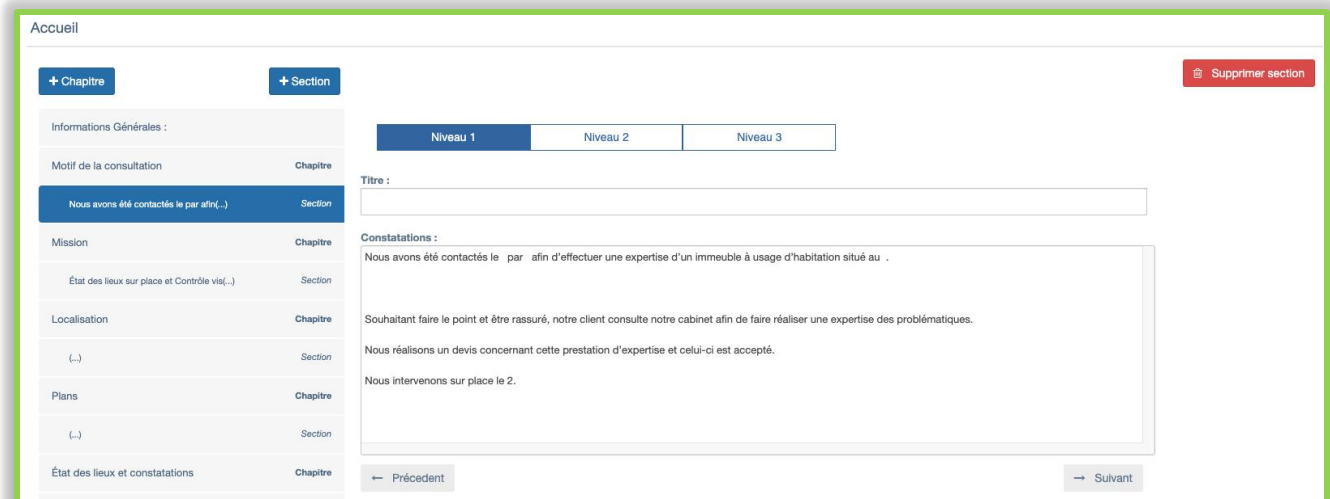 Accueil
+ Chapitre
+ Section
Supprimer section
Informations Générales :
Motif de la consultation Chapitre
Nous avons été contactés le par afin(...) Section
Mission Chapitre
État des lieux sur place et Contrôle vis(...) Section
Localisation Chapitre
(...) Section
Plans Chapitre
(...) Section
État des lieux et constatations Chapitre
Niveau 1 Niveau 2 Niveau 3
Titre :
Constatations :
Nous avons été contactés le par afin d'effectuer une expertise d'un immeuble à usage d'habitation situé au .
Souhaitant faire le point et être rassuré, notre client consulte notre cabinet afin de faire réaliser une expertise des problématiques.
Nous réalisons un devis concernant cette prestation d'expertise et celui-ci est accepté.
Nous intervenons sur place le 2.
← Précedent
→ Suivant